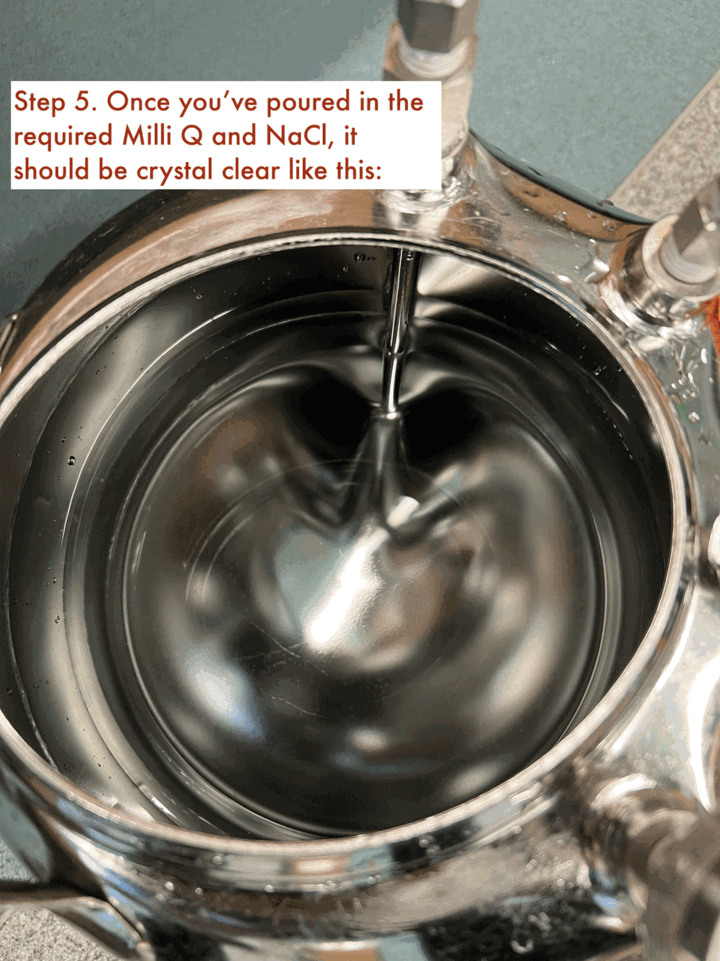 Step 5. Once you’ve poured in the
required Milli Q and NaCl, it
should be crystal clear like this: